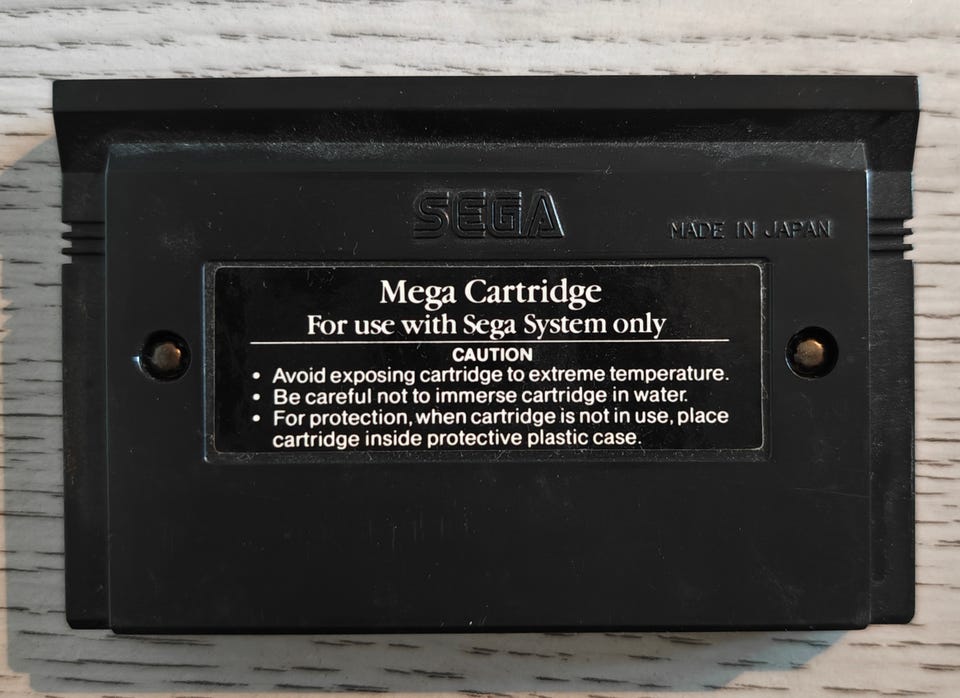 SEGA
MADE IN JAPAN
Mega Cartridge
For use with Sega System only
CAUTION
• Avoid exposing cartridge to extreme temperature.
• Be careful not to immerse cartridge in water.
• For protection, when cartridge is not in use, place
cartridge inside protective plastic case.